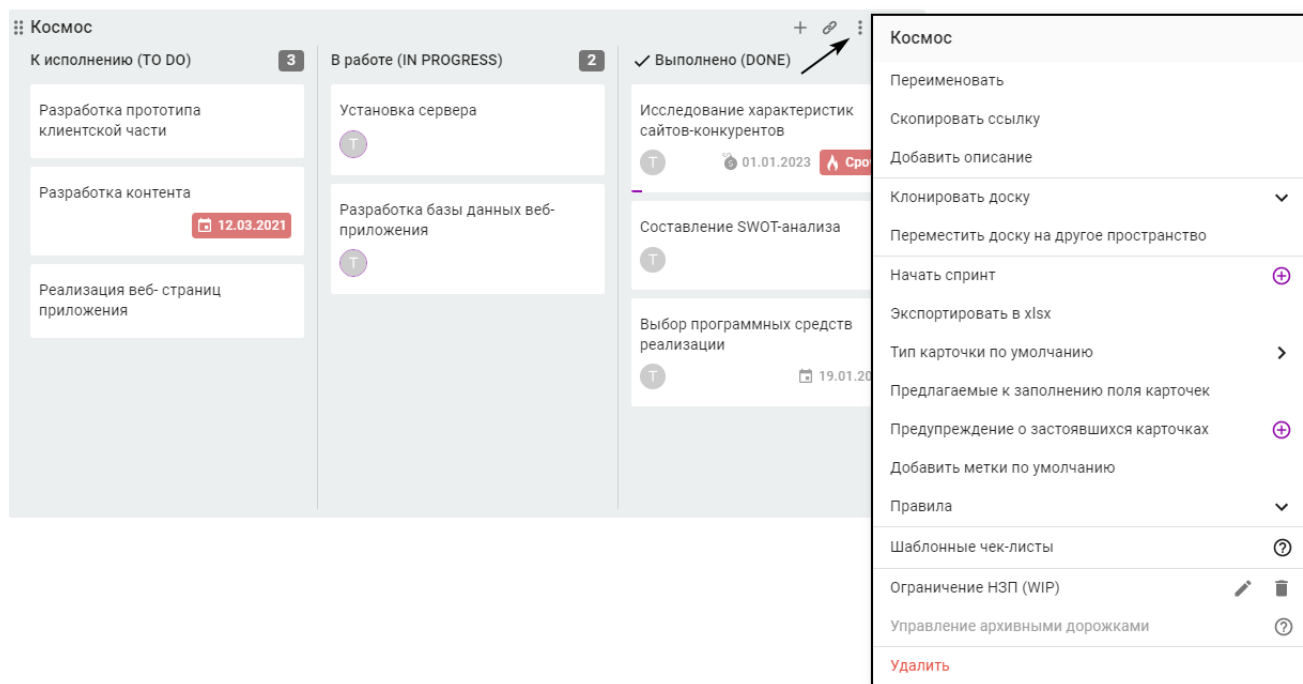 Космос
К исполнению (TO DO)
3
Разработка прототипа
клиентской части
Разработка контента
12.03.2021
Реализация веб- страниц
приложения
В работе (IN PROGRESS)
2
Установка сервера
Т
Разработка базы данных веб-
приложения
Т
Выполнено (DONE)
Исследование характеристик
сайтов-конкурентов
Т
01.01.2023
Сро
Составление SWOT-анализа
Т
Выбор программных средств
реализации
Т
19.01.20
Космос
Переименовать
Скопировать ссылку
Добавить описание
Клонировать доску
Переместить доску на другое пространство
Начать спринт
Экспортировать в xlsx
Тип карточки по умолчанию
Предлагаемые к заполнению поля карточек
Предупреждение о застоявшихся карточках
Добавить метки по умолчанию
Правила
Шаблонные чек-листы
Ограничение НЗП (WIP)
Управление архивными дорожками
Удалить